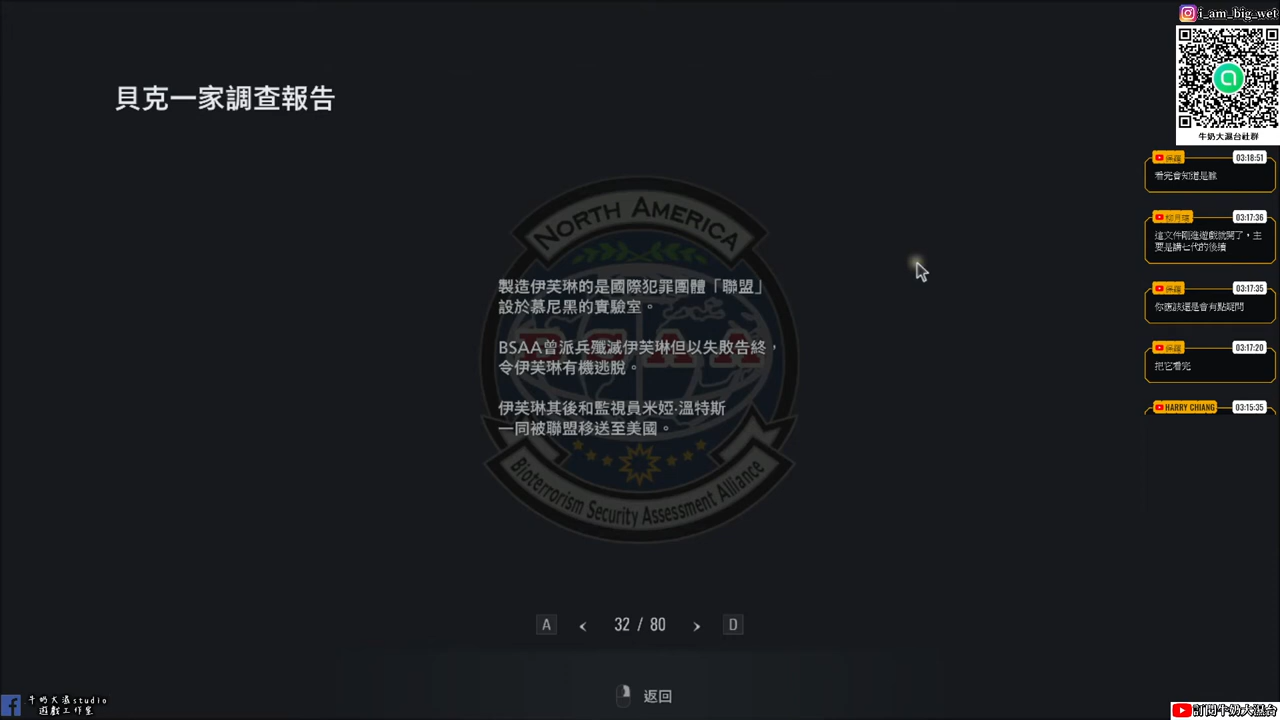 i_am_big_wet
牛奶大濕台社群
貝克一家調查報告
NORTH AMERICA
BSAA
製造伊芙琳的是國際犯罪團體「聯盟」
設於慕尼黑的實驗室。
BSAA曾派兵殲滅伊芙琳但以失敗告終，
令伊芙琳有機逃脫。
伊芙琳其後和監視員米婭·溫特斯
一同被聯盟移送至美國。
Bioterrorism Security Assessment Alliance
A < 32 / 80 > D
返回
保羅 03:18:51
看完會知道是誰
03:17:36
這文件剛進遊戲就開了，主
要是講七代的後續
保羅 03:17:35
你應該還是會有點疑問
保羅 03:17:20
把它看完
HARRY CHIANG 03:15:35
牛奶大濕studio
遊戲工作室
訂閱牛奶大濕台